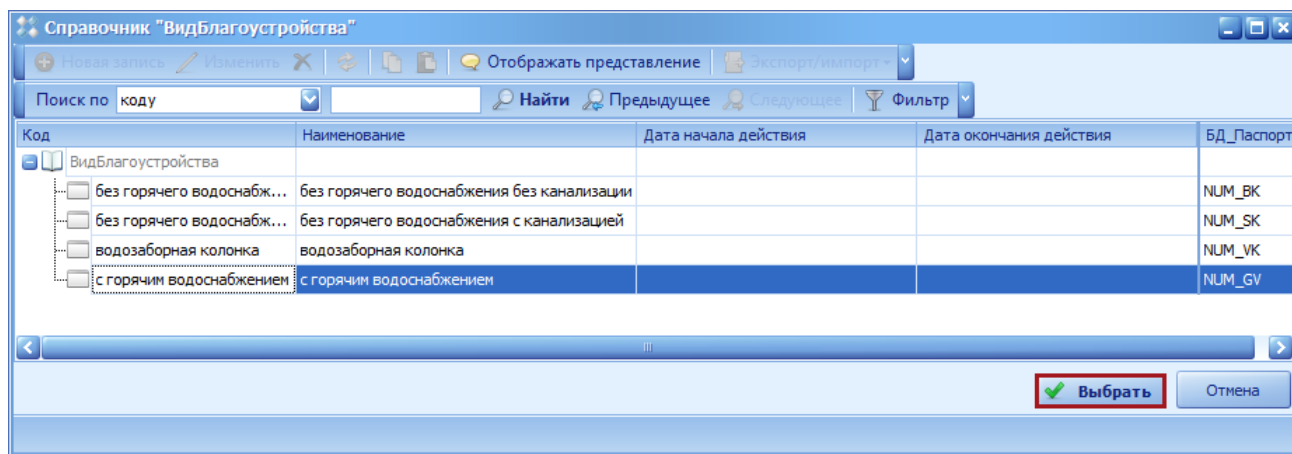 Справочник "ВидБлагоустройства"
Новая запись Изменить Отображать представление Экспорт/импорт
Поиск по коду Найти Предыдущее Следующее Фильтр
Код Наименование Дата начала действия Дата окончания действия БД_Паспорт
ВидБлагоустройства
без горячего водоснабж... без горячего водоснабжения без канализации NUM_BK
без горячего водоснабж... без горячего водоснабжения с канализацией NUM_SK
водозаборная колонка водозаборная колонка NUM_VK
с горячим водоснабжением с горячим водоснабжением NUM_GV
Выбрать Отмена